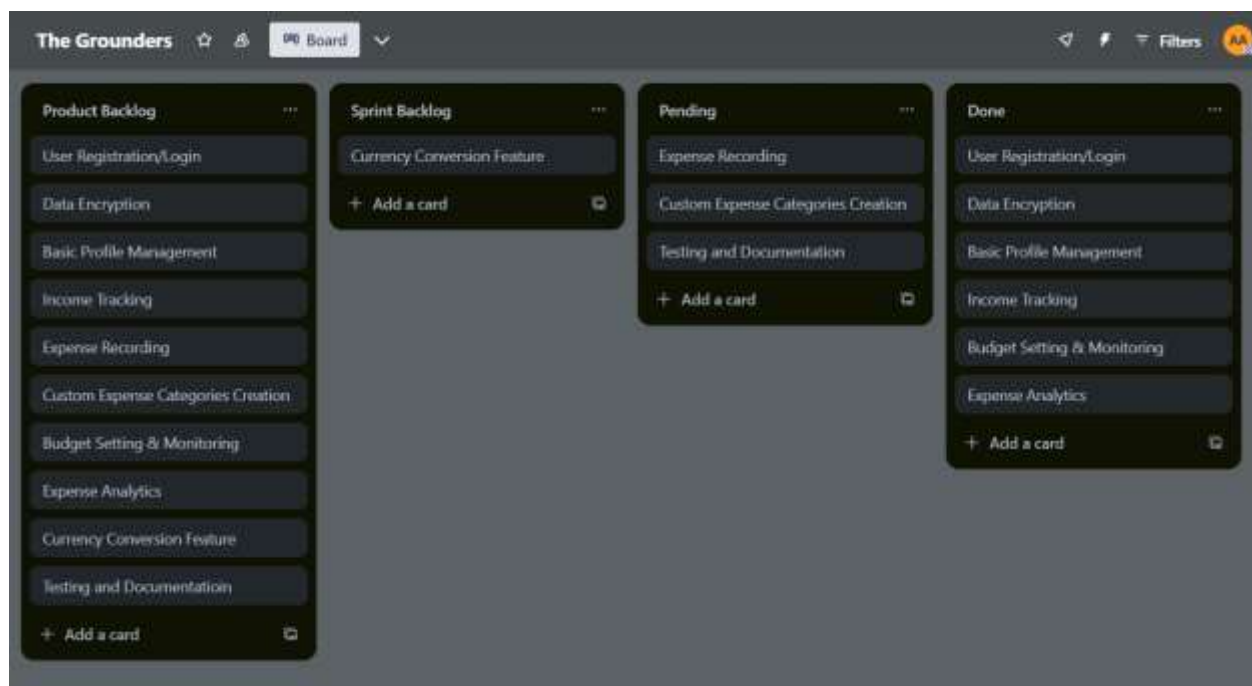 The Grounders
Board
Filters
AA
Product Backlog
User Registration/Login
Data Encryption
Basic Profile Management
Income Tracking
Expense Recording
Custom Expense Categories Creation
Budget Setting & Monitoring
Expense Analytics
Currency Conversion Feature
Testing and Documentatiom
+ Add a card
Sprint Backlog
Currency Conversion Feature
+ Add a card
Pending
Expense Recording
Custom Expense Categories Creation
Testing and Documentation
+ Add a card
Done
User Registration/Login
Data Encryption
Basic Profile Management
Income Tracking
Budget Setting & Monitoring
Expense Analytics
+ Add a card